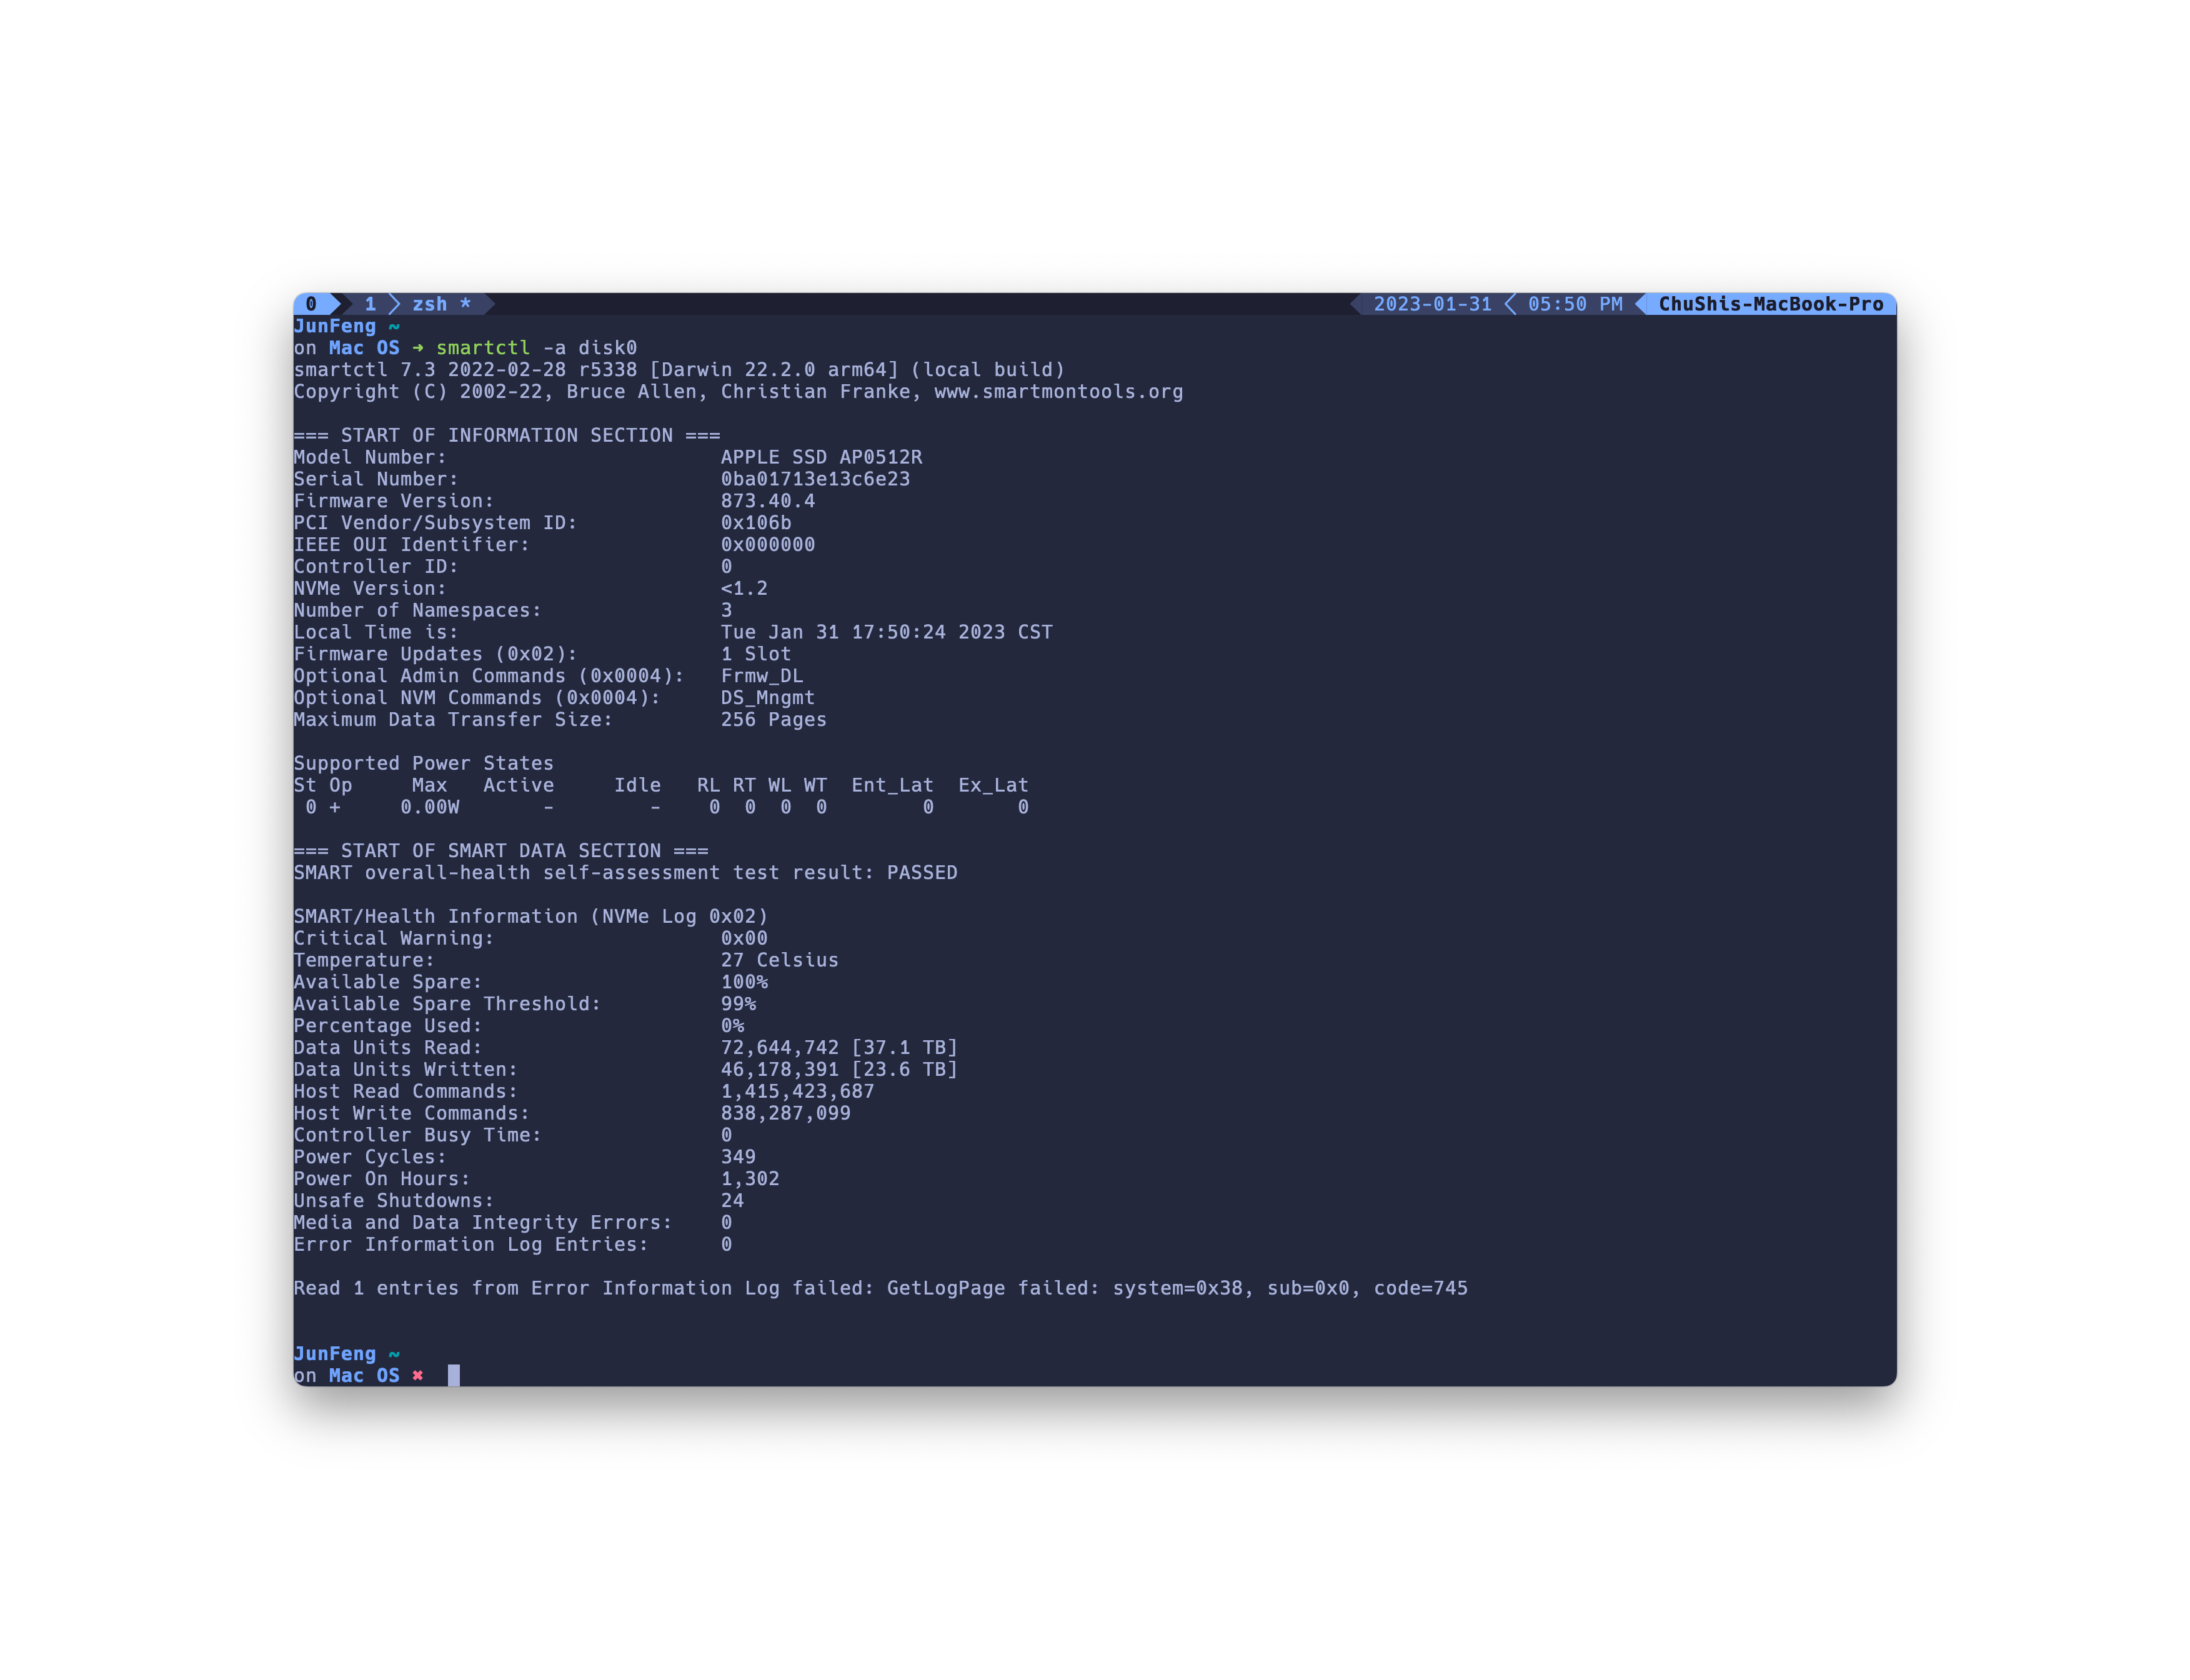 0 1 zsh * 2023-01-31 05:50 PM ChuShis-MacBook-Pro
JunFeng ~
on Mac OS ➜ smartctl -a disk0
smartctl 7.3 2022-02-28 r5338 [Darwin 22.2.0 arm64] (local build)
Copyright (C) 2002-22, Bruce Allen, Christian Franke, www.smartmontools.org

=== START OF INFORMATION SECTION ===
Model Number:                       APPLE SSD AP0512R
Serial Number:                      0ba01713e13c6e23
Firmware Version:                   873.40.4
PCI Vendor/Subsystem ID:            0x106b
IEEE OUI Identifier:                0x000000
Controller ID:                      0
NVMe Version:                       <1.2
Number of Namespaces:               3
Local Time is:                      Tue Jan 31 17:50:24 2023 CST
Firmware Updates (0x02):            1 Slot
Optional Admin Commands (0x0004):   Frmw_DL
Optional NVM Commands (0x0004):     DS_Mngmt
Maximum Data Transfer Size:         256 Pages

Supported Power States
St Op     Max   Active     Idle   RL RT WL WT  Ent_Lat  Ex_Lat
 0 +     0.00W       -        -    0  0  0  0        0       0

=== START OF SMART DATA SECTION ===
SMART overall-health self-assessment test result: PASSED

SMART/Health Information (NVMe Log 0x02)
Critical Warning:                   0x00
Temperature:                        27 Celsius
Available Spare:                    100%
Available Spare Threshold:          99%
Percentage Used:                    0%
Data Units Read:                    72,644,742 [37.1 TB]
Data Units Written:                 46,178,391 [23.6 TB]
Host Read Commands:                 1,415,423,687
Host Write Commands:                838,287,099
Controller Busy Time:               0
Power Cycles:                       349
Power On Hours:                     1,302
Unsafe Shutdowns:                   24
Media and Data Integrity Errors:    0
Error Information Log Entries:      0

Read 1 entries from Error Information Log failed: GetLogPage failed: system=0x38, sub=0x0, code=745

JunFeng ~
on Mac OS ✖